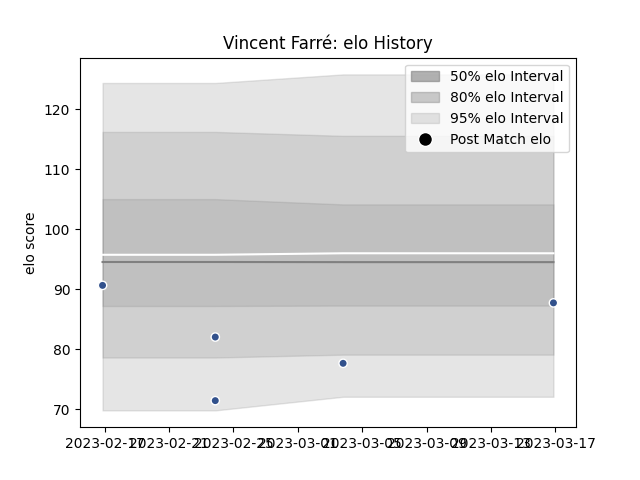 Vincent Farré: elo History
50% elo Interval
80% elo Interval
95% elo Interval
Post Match elo
elo score
120
110
100
90
80
70
2023-02-17 2023-02-21 2023-02-25 2023-03-01 2023-03-05 2023-03-09 2023-03-13 2023-03-17